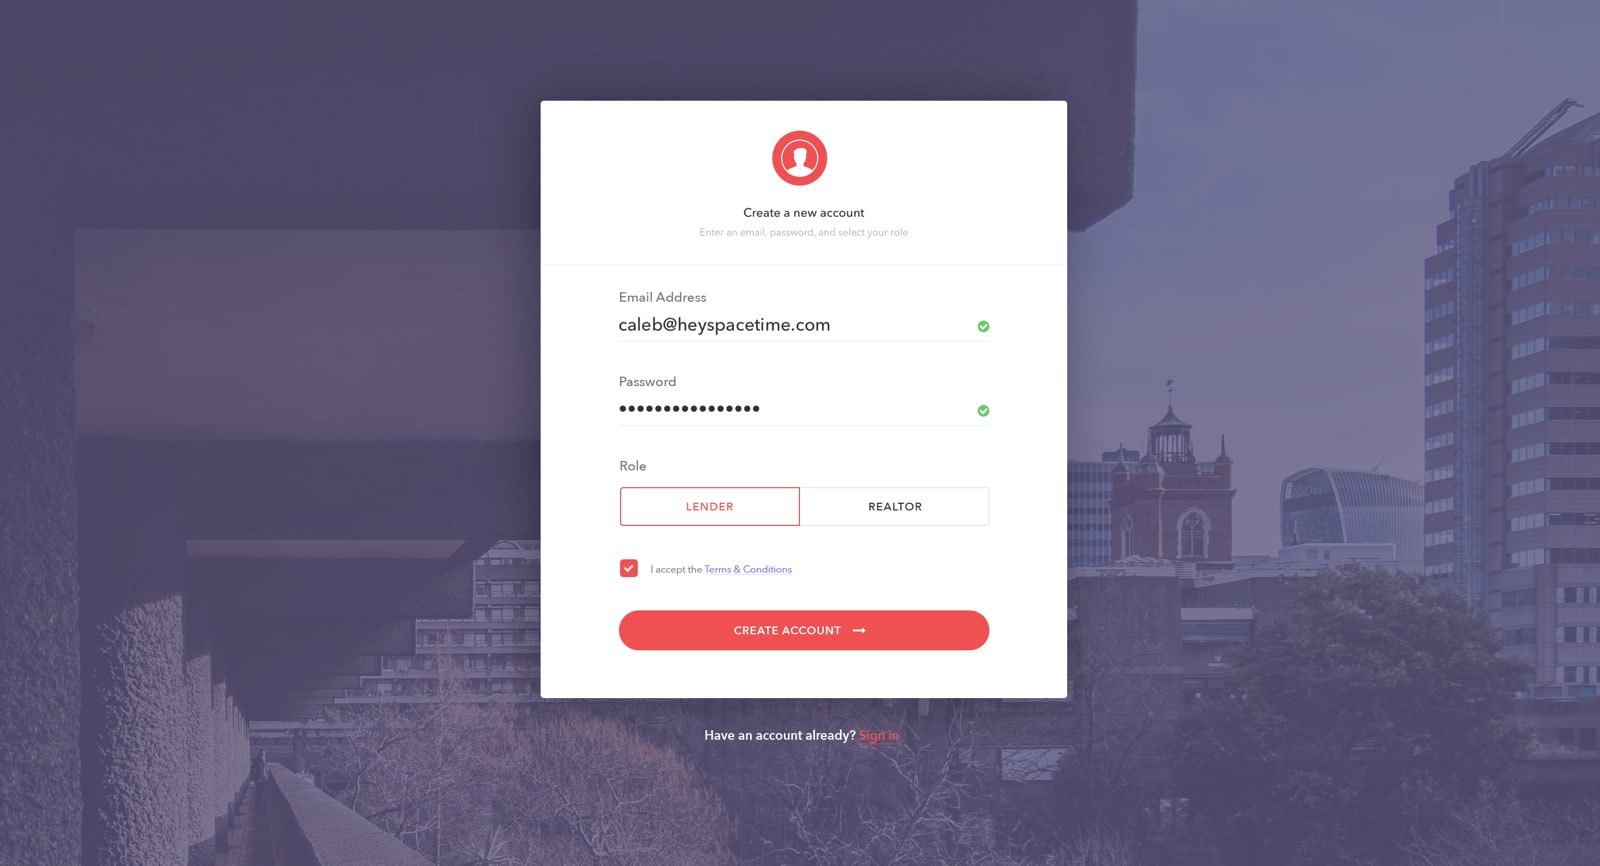 Create a new account
Enter an email, password, and select your role
Email Address
caleb@heyspacetime.com
Password
••••••••••••••••
Role
LENDER REALTOR
I accept the Terms & Conditions
CREATE ACCOUNT
Have an account already? Sign in